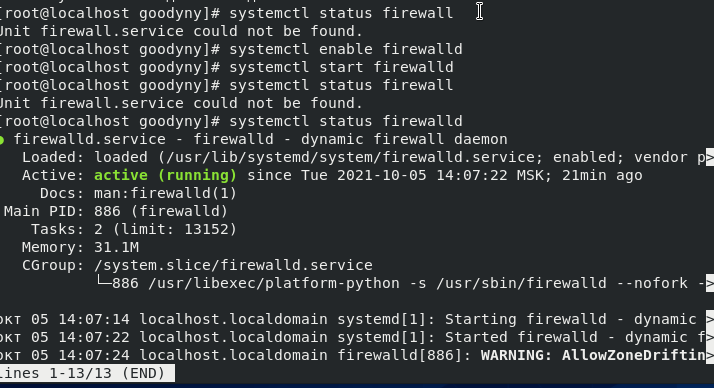 [root@localhost goodyny]# systemctl status firewall
Unit firewall.service could not be found.
[root@localhost goodyny]# systemctl enable firewalld
[root@localhost goodyny]# systemctl start firewalld
[root@localhost goodyny]# systemctl status firewall
Unit firewall.service could not be found.
[root@localhost goodyny]# systemctl status firewalld
● firewalld.service - firewalld - dynamic firewall daemon
Loaded: loaded (/usr/lib/systemd/system/firewalld.service; enabled; vendor p>
Active: active (running) since Tue 2021-10-05 14:07:22 MSK; 21min ago
Docs: man:firewalld(1)
Main PID: 886 (firewalld)
Tasks: 2 (limit: 13152)
Memory: 31.1M
CGroup: /system.slice/firewalld.service
└─886 /usr/libexec/platform-python -s /usr/sbin/firewalld --nofork ->
окт 05 14:07:14 localhost.localdomain systemd[1]: Starting firewalld - dynamic >
окт 05 14:07:22 localhost.localdomain systemd[1]: Started firewalld - dynamic f>
окт 05 14:07:24 localhost.localdomain firewalld[886]: WARNING: AllowZoneDriftin>
lines 1-13/13 (END)